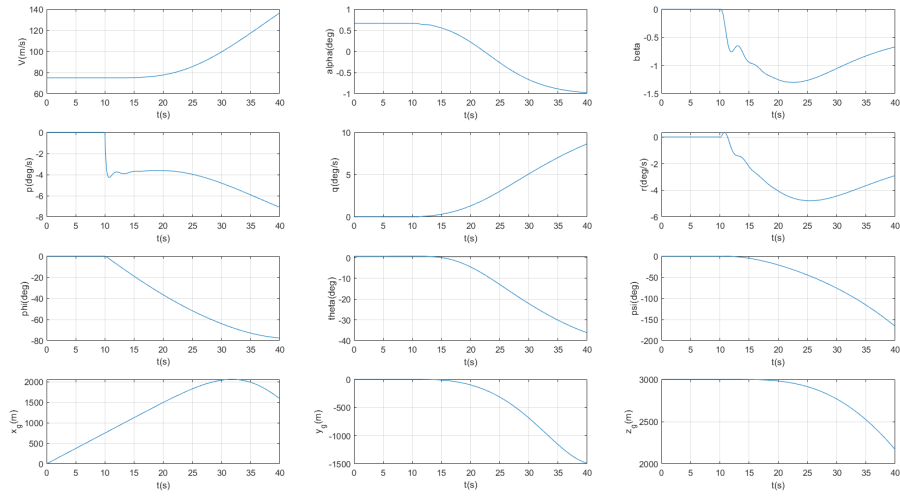 140
120
100
80
60
V(m/s)
0 5 10 15 20 25 30 35 40
t(s)
1
0.5
0
-0.5
-1
alpha(deg)
0 5 10 15 20 25 30 35 40
t(s)
0
-0.5
-1
-1.5
beta
0 5 10 15 20 25 30 35 40
t(s)
0
-2
-4
-6
-8
p(deg/s)
0 5 10 15 20 25 30 35 40
t(s)
10
5
0
q(deg/s)
0 5 10 15 20 25 30 35 40
t(s)
0
-2
-4
-6
r(deg/s)
0 5 10 15 20 25 30 35 40
t(s)
0
-20
-40
-60
-80
phi(deg)
0 5 10 15 20 25 30 35 40
t(s)
0
-10
-20
-30
-40
theta(deg)
0 5 10 15 20 25 30 35 40
t(s)
0
-50
-100
-150
-200
psi(deg)
0 5 10 15 20 25 30 35 40
t(s)
2000
1500
1000
500
0
x_g(m)
0 5 10 15 20 25 30 35 40
t(s)
0
-500
-1000
-1500
y_g(m)
0 5 10 15 20 25 30 35 40
t(s)
3000
2500
2000
z_g(m)
0 5 10 15 20 25 30 35 40
t(s)